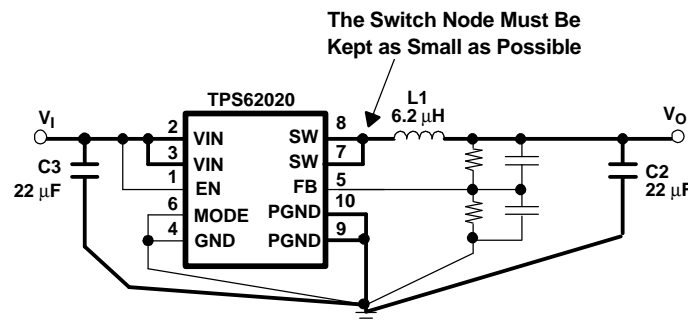 The Switch Node Must Be
Kept as Small as Possible
TPS62020
L1
6.2 μH
VI
VO
C3
22 μF
C2
22 μF
2 VIN
3 VIN
1 EN
6 MODE
4 GND
SW 8
SW 7
FB 5
PGND 10
PGND 9